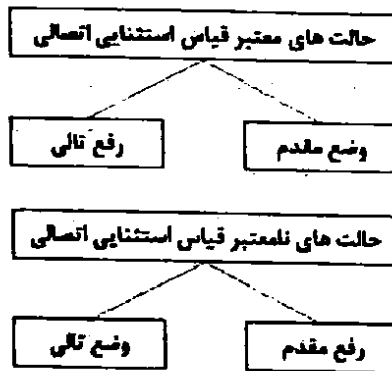 حالت های معتبر قیاس استثنایی اتصالی
وضع مقدم
رفع تالی
حالت های نامعتبر قیاس استثنایی اتصالی
رفع مقدم
وضع تالی